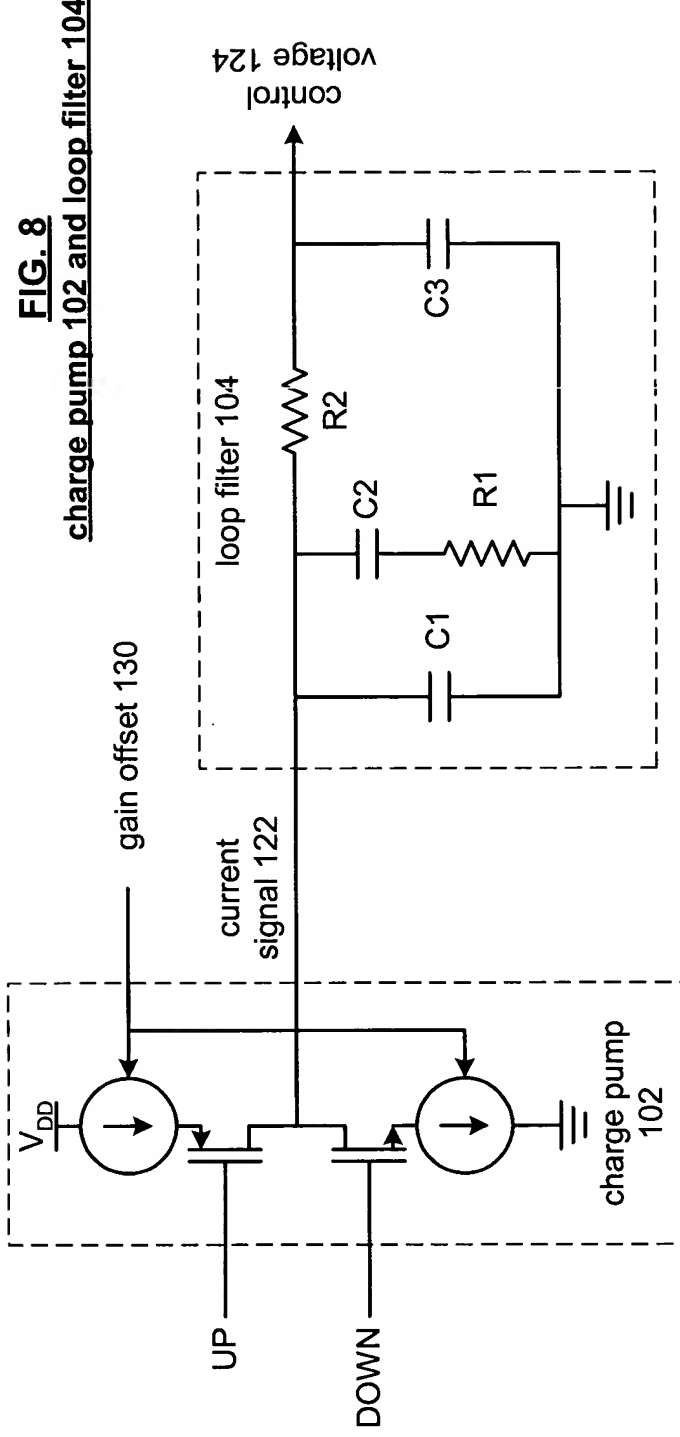 FIG. 8
charge pump 102 and loop filter 104
gain offset 130
V_DD
UP
DOWN
charge pump
102
current
signal 122
loop filter 104
R2
C2
R1
C1
C3
control
voltage 124